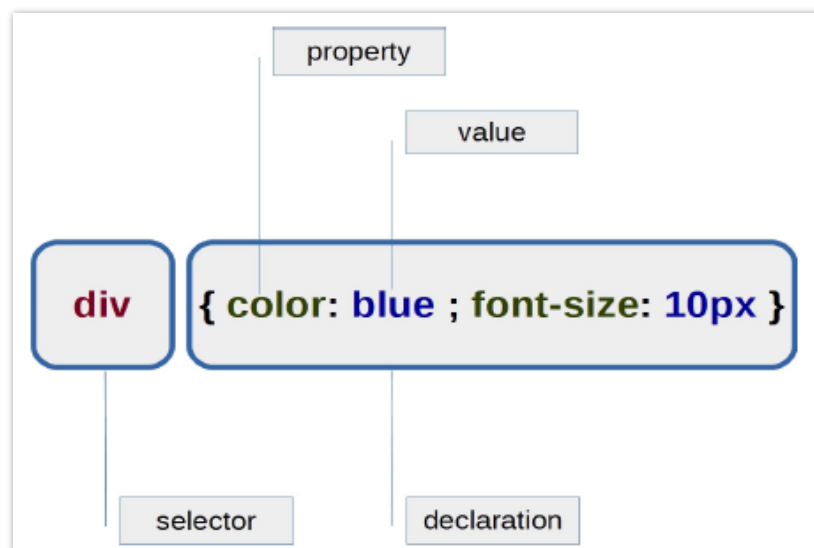 property
value
div { color: blue ; font-size: 10px }
selector
declaration